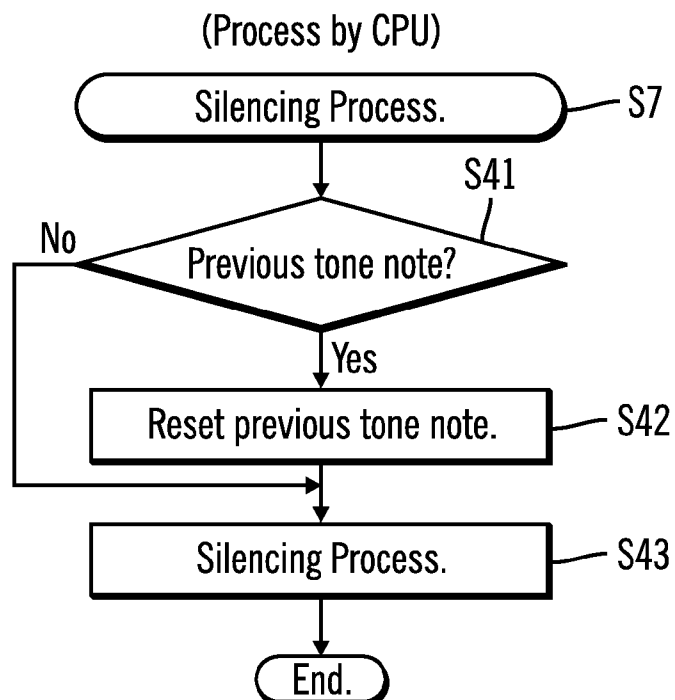 (Process by CPU)
Silencing Process.
S7
S41
No
Previous tone note?
Yes
Reset previous tone note.
S42
Silencing Process.
S43
End.